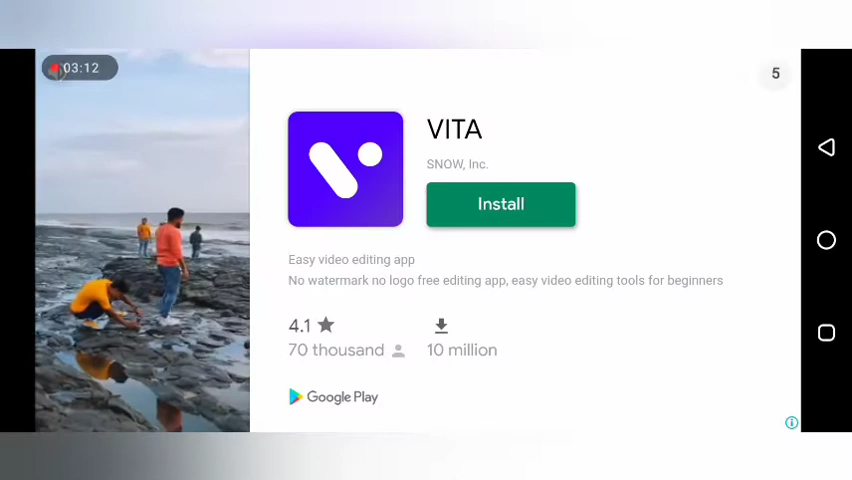 03:12
5
VITA
SNOW, Inc.
Install
Easy video editing app
No watermark no logo free editing app, easy video editing tools for beginners
4.1
70 thousand
10 million
Google Play